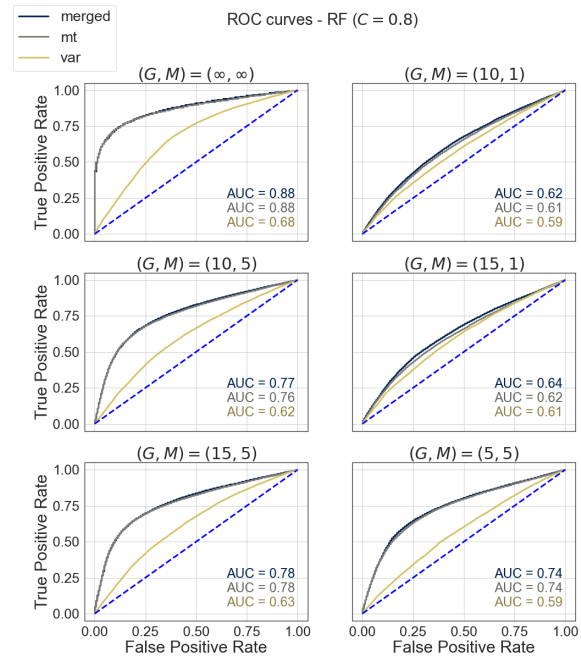 ROC curves - RF (C = 0.8)
merged
mt
var
(G, M) = (∞, ∞)
(10, 1)
1.00
0.75
0.50
0.25
0.00
True Positive Rate
AUC = 0.88
AUC = 0.88
AUC = 0.68
(G, M) = (10, 1)
AUC = 0.62
AUC = 0.61
AUC = 0.59
(G, M) = (10, 5)
1.00
0.75
0.50
0.25
0.00
True Positive Rate
AUC = 0.77
AUC = 0.76
AUC = 0.62
(G, M) = (15, 1)
AUC = 0.64
AUC = 0.62
AUC = 0.61
(G, M) = (15, 5)
1.00
0.75
0.50
0.25
0.00
True Positive Rate
AUC = 0.78
AUC = 0.78
AUC = 0.63
0.00 0.25 0.50 0.75 1.00
False Positive Rate
(G, M) = (5, 5)
AUC = 0.74
AUC = 0.74
AUC = 0.59
0.00 0.25 0.50 0.75 1.00
False Positive Rate